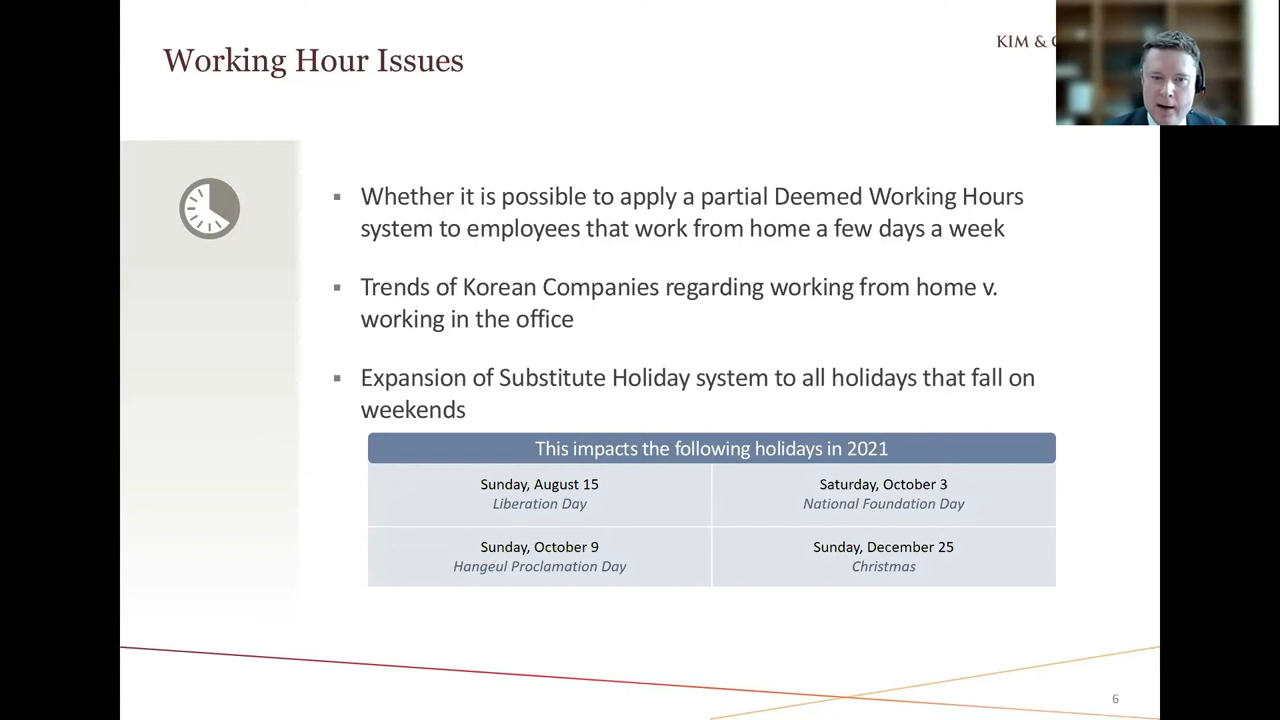 Working Hour Issues
KIM &
▪ Whether it is possible to apply a partial Deemed Working Hours
system to employees that work from home a few days a week
▪ Trends of Korean Companies regarding working from home v.
working in the office
▪ Expansion of Substitute Holiday system to all holidays that fall on
weekends
This impacts the following holidays in 2021
Sunday, August 15
Liberation Day
Saturday, October 3
National Foundation Day
Sunday, October 9
Hangeul Proclamation Day
Sunday, December 25
Christmas
6